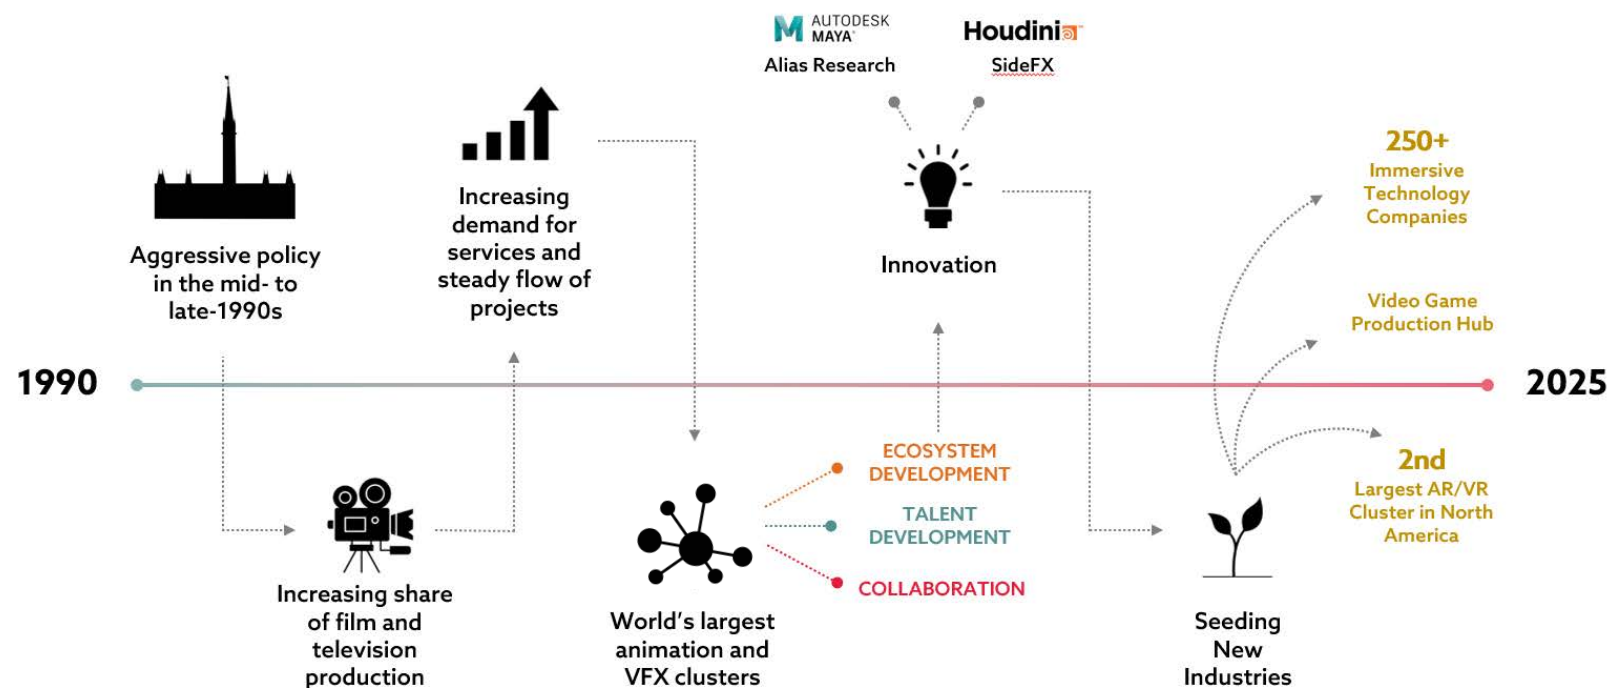 AUTODESK
MAYA
Alias Research
Houdini
SideFX
Aggressive policy
in the mid- to
late-1990s
Increasing
demand for
services and
steady flow of
projects
Innovation
250+
Immersive
Technology
Companies
Video Game
Production Hub
1990
2025
ECOSYSTEM
DEVELOPMENT
TALENT
DEVELOPMENT
COLLABORATION
2nd
Largest AR/VR
Cluster in North
America
Increasing share
of film and
television
production
World's largest
animation and
VFX clusters
Seeding
New
Industries